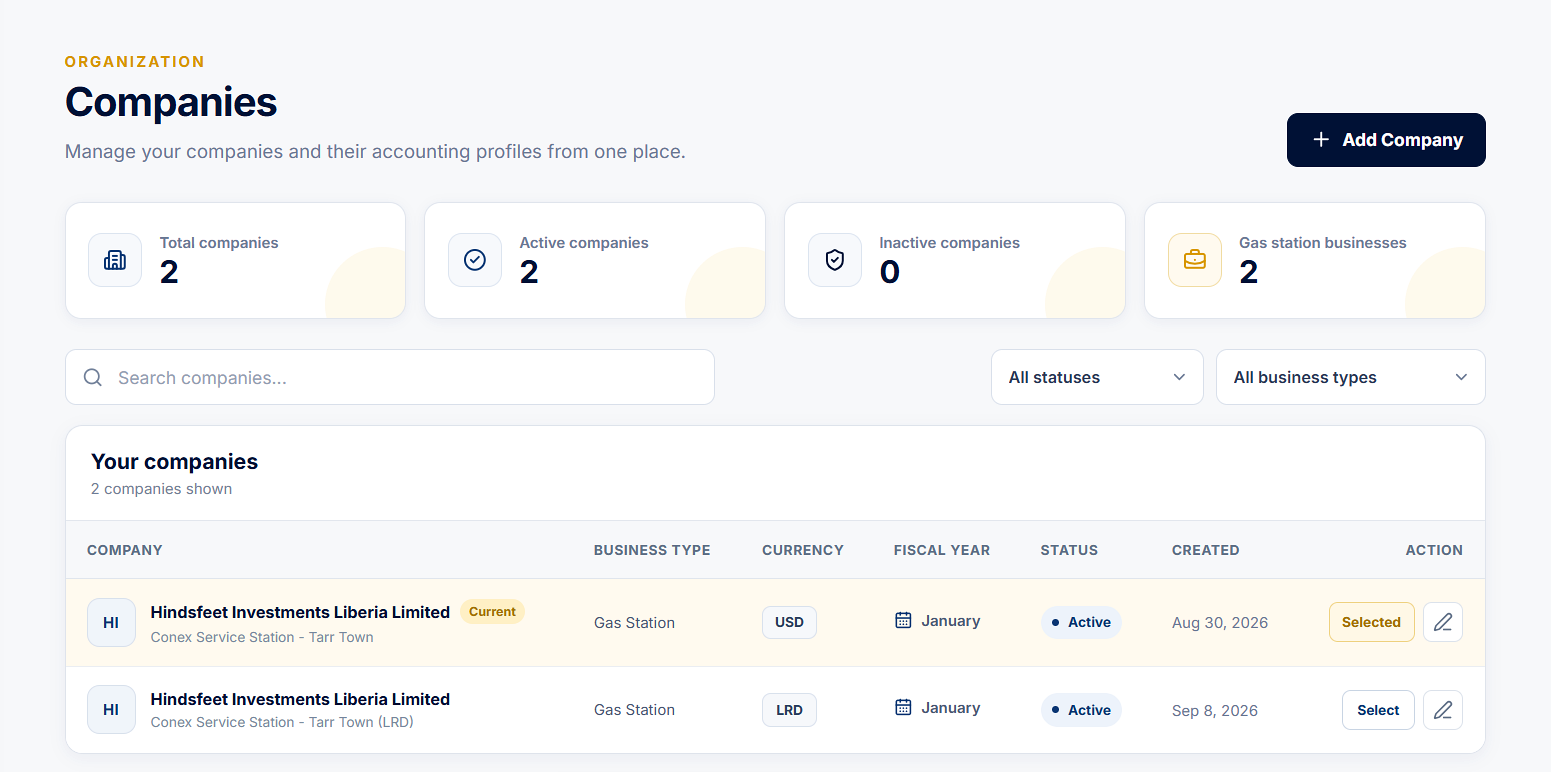 ORGANIZATION
Companies
Manage your companies and their accounting profiles from one place.
Add Company
Total companies
2
Active companies
2
Inactive companies
0
Gas station businesses
2
Search companies...
All statuses
All business types
Your companies
2 companies shown
COMPANY BUSINESS TYPE CURRENCY FISCAL YEAR STATUS CREATED ACTION
HI Hindsfeet Investments Liberia Limited Current Gas Station USD January Active Aug 30, 2026 Selected
Conex Service Station - Tarr Town
HI Hindsfeet Investments Liberia Limited Gas Station LRD January Active Sep 8, 2026 Select
Conex Service Station - Tarr Town (LRD)